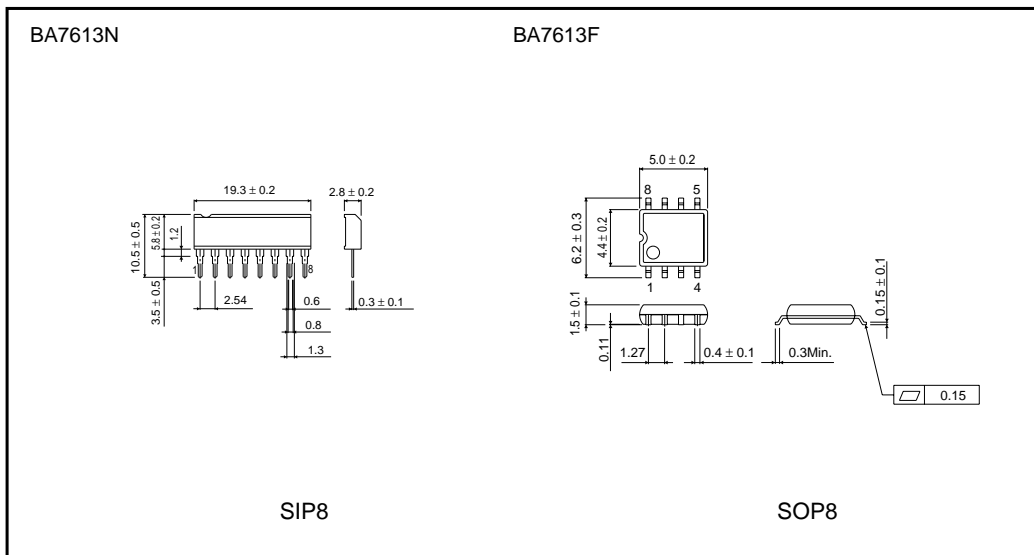 BA7613N
BA7613F
19.3 ± 0.2
2.8 ± 0.2
10.5 ± 0.5
5.8 ± 0.2
1.2
3.5 ± 0.5
1
8
2.54
0.6
0.3 ± 0.1
0.8
1.3
5.0 ± 0.2
8
5
6.2 ± 0.3
4.4 ± 0.2
1
4
1.5 ± 0.1
0.11
1.27
0.4 ± 0.1
0.3Min.
0.15 ± 0.1
0.15
SIP8
SOP8